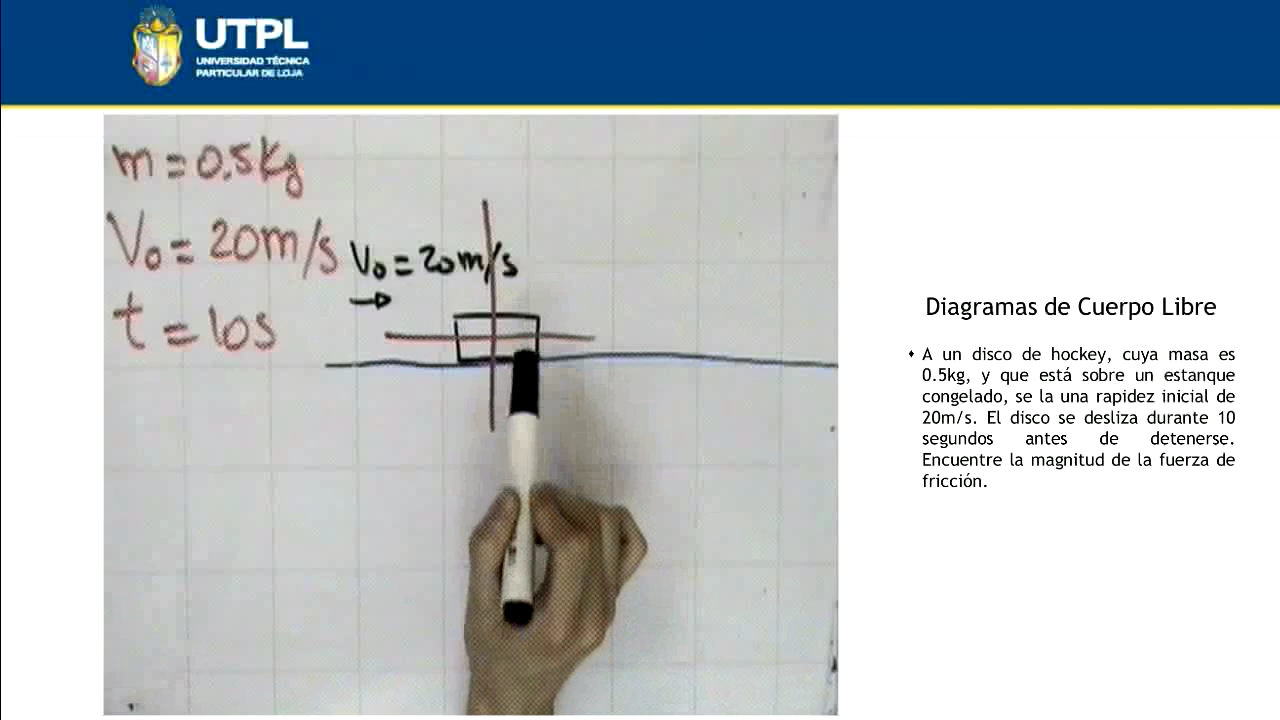 UTPL
UNIVERSIDAD TÉCNICA
PARTICULAR DE LOJA
m = 0.5Kg
Vo = 20m/s
Vo = 20m/s
t = 10s
Diagramas de Cuerpo Libre
A un disco de hockey, cuya masa es
0.5kg, y que está sobre un estanque
congelado, se la una rapidez inicial de
20m/s. El disco se desliza durante 10
segundos antes de detenerse.
Encuentre la magnitud de la fuerza de
fricción.